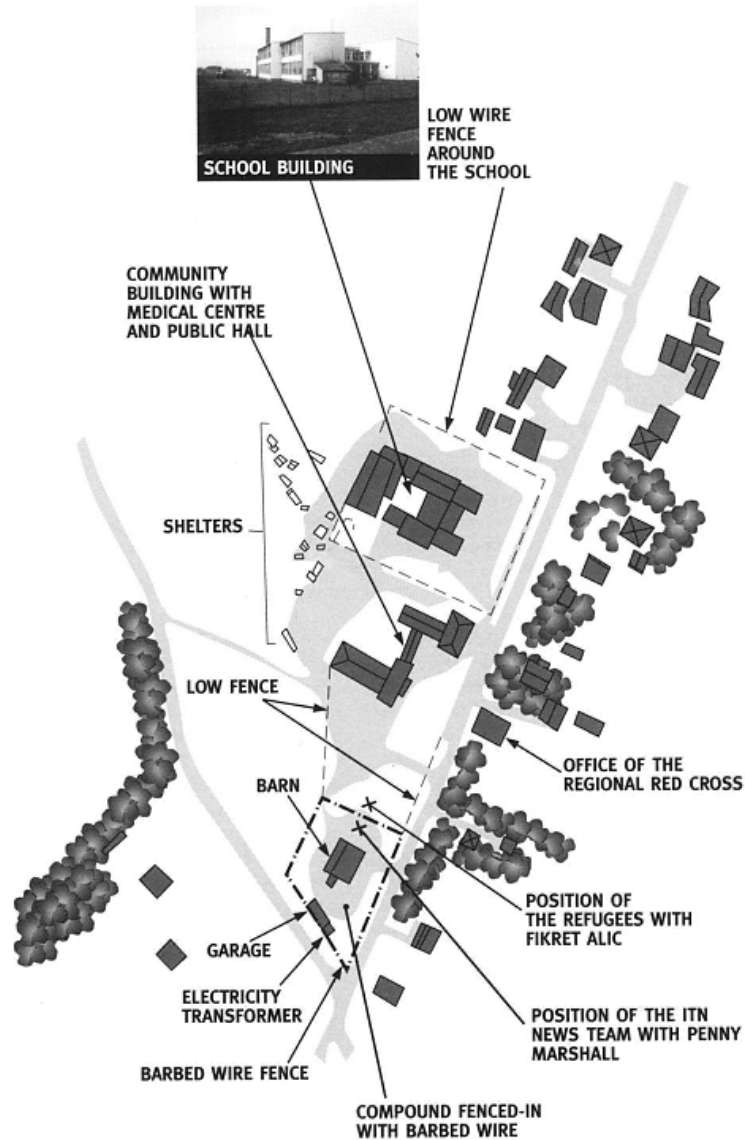 SCHOOL BUILDING
LOW WIRE
FENCE
AROUND
THE SCHOOL
COMMUNITY
BUILDING WITH
MEDICAL CENTRE
AND PUBLIC HALL
SHELTERS
LOW FENCE
OFFICE OF THE
REGIONAL RED CROSS
BARN
POSITION OF
THE REFUGEES WITH
FIKRET ALIC
GARAGE
ELECTRICITY
TRANSFORMER
POSITION OF THE ITN
NEWS TEAM WITH PENNY
MARSHALL
BARBED WIRE FENCE
COMPOUND FENCED-IN
WITH BARBED WIRE